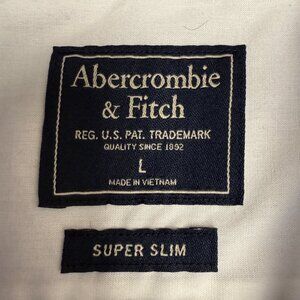 Abercrombie
& Fitch
REG. U.S. PAT. TRADEMARK
QUALITY SINCE 1892
L
MADE IN VIETNAM
SUPER SLIM